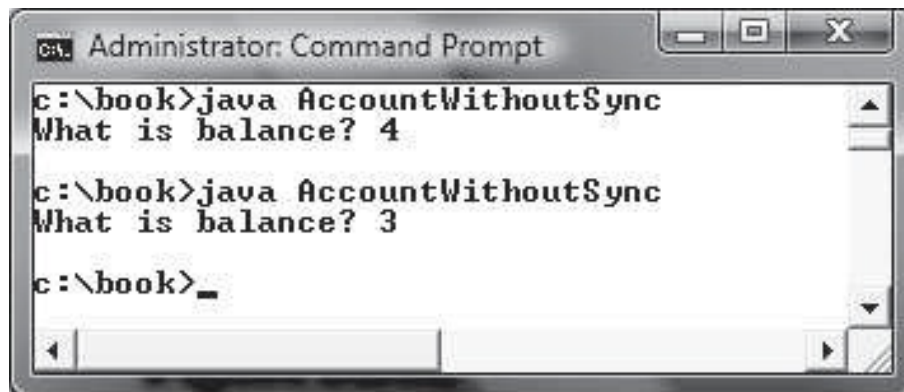 C:\. Administrator: Command Prompt
c:\book>java AccountWithoutSync
What is balance? 4
c:\book>java AccountWithoutSync
What is balance? 3
c:\book>_